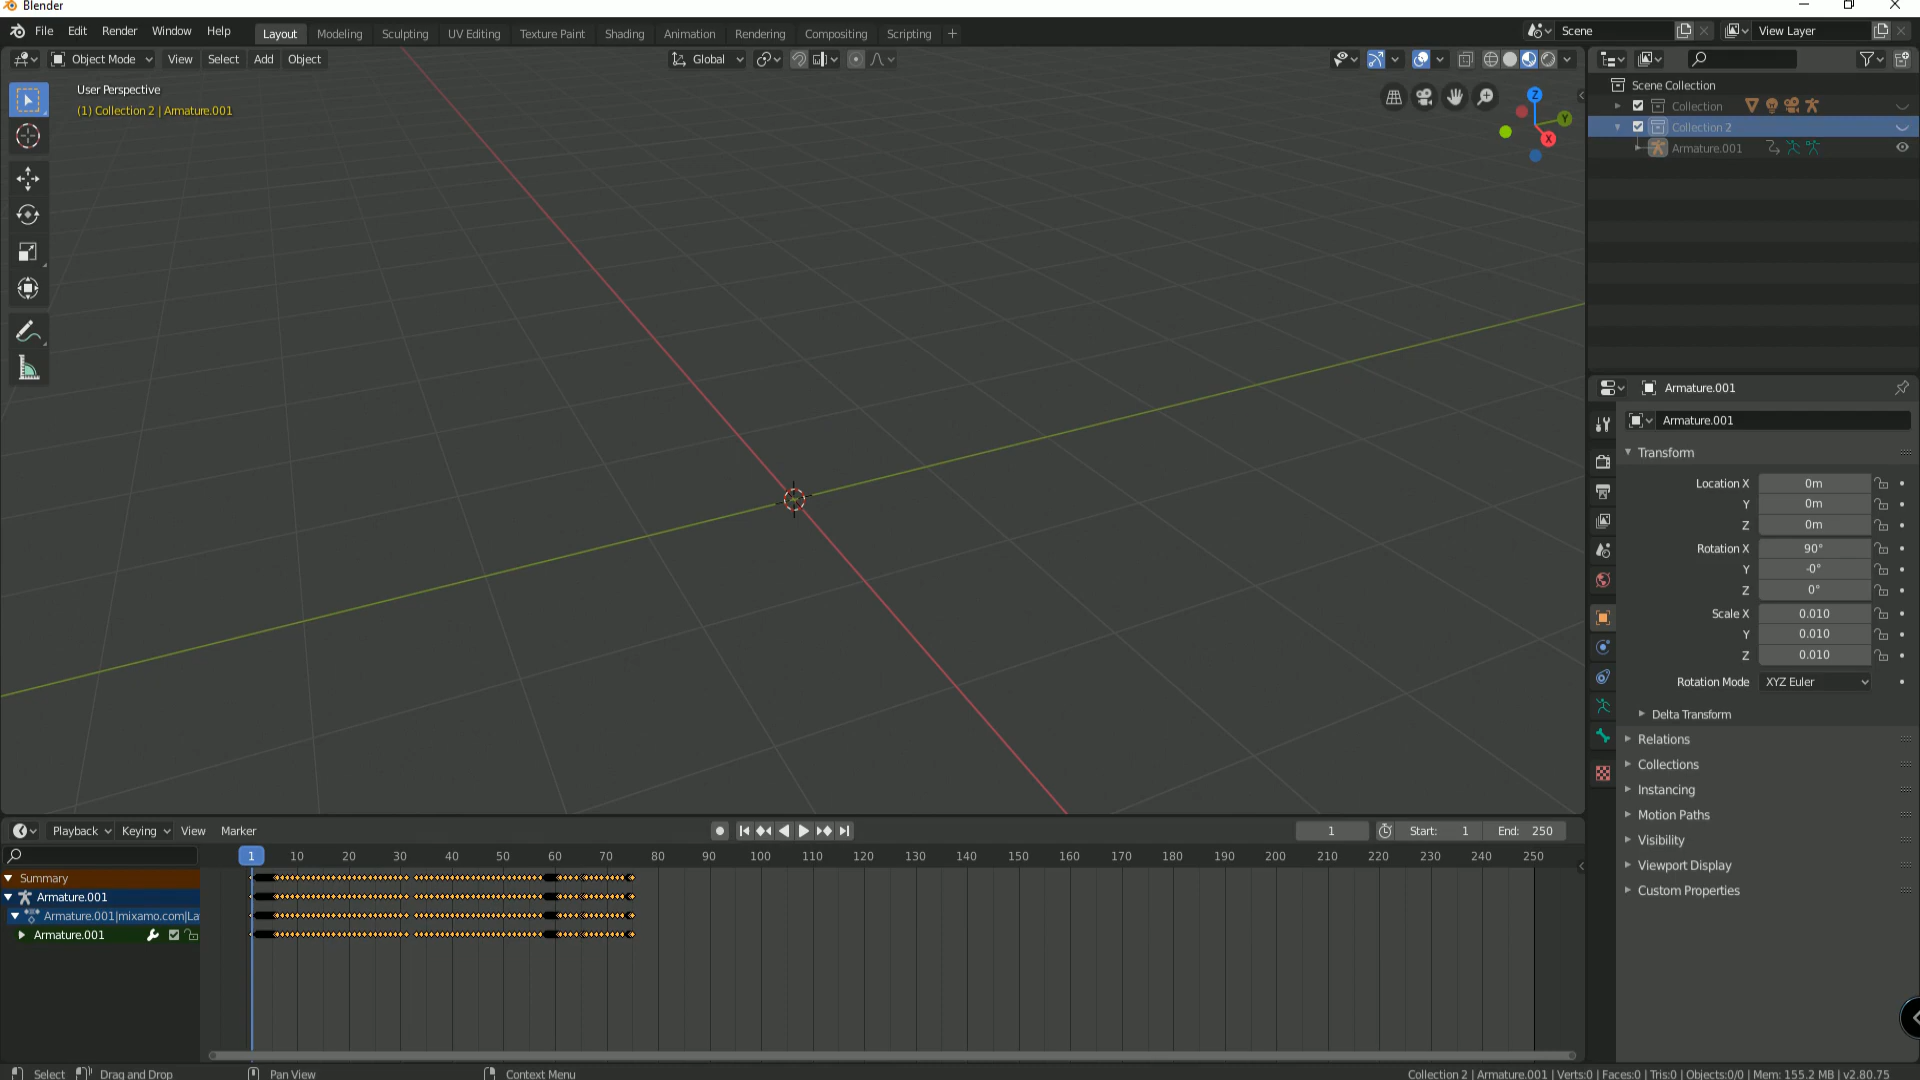 Blender
File Edit Render Window Help Layout Modeling Sculpting UV Editing Texture Paint Shading Animation Rendering Compositing Scripting + Scene View Layer
Object Mode View Select Add Object Global
User Perspective
(1) Collection 2 | Armature.001
Z
Y
X
Scene Collection
Collection
Collection 2
Armature.001
Armature.001
Armature.001
Transform
Location X 0m
Y 0m
Z 0m
Rotation X 90°
Y -0°
Z 0°
Scale X 0.010
Y 0.010
Z 0.010
Rotation Mode XYZ Euler
Delta Transform
Relations
Collections
Instancing
Motion Paths
Visibility
Viewport Display
Custom Properties
Playback Keying View Marker 1 Start: 1 End: 250
1 10 20 30 40 50 60 70 80 90 100 110 120 130 140 150 160 170 180 190 200 210 220 230 240 250
Summary
Armature.001
Armature.001|mixamo.com|La
Armature.001
Select Drag and Drop Pan View Context Menu Collection 2 | Armature.001 | Verts:0 | Faces:0 | Tris:0 | Objects:0/0 | Mem: 155.2 MB | v2.80.75